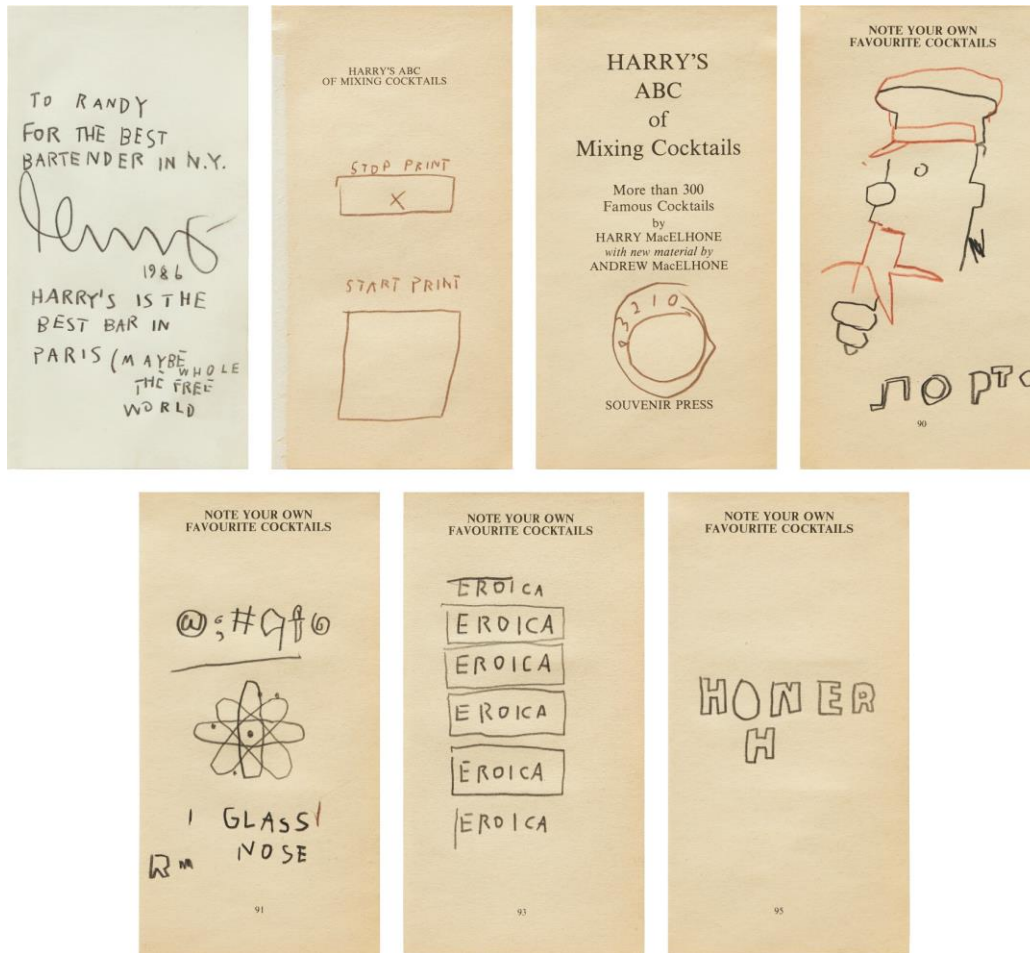 TO RANDY
FOR THE BEST
BARTENDER IN N.Y.
1986
HARRY'S IS THE
BEST BAR IN
PARIS (MAYBE WHOLE
THE FREE
WORLD
HARRY'S ABC
OF MIXING COCKTAILS
STOP PRINT
X
START PRINT
HARRY'S
ABC
of
Mixing Cocktails
More than 300
Famous Cocktails
by
HARRY MacELHONE
with new material by
ANDREW MacELHONE
3210
SOUVENIR PRESS
NOTE YOUR OWN
FAVOURITE COCKTAILS
ПОРТО
90
NOTE YOUR OWN
FAVOURITE COCKTAILS
1 GLASS
NOSE
91
NOTE YOUR OWN
FAVOURITE COCKTAILS
EROICA
EROICA
EROICA
EROICA
EROICA
EROICA
93
NOTE YOUR OWN
FAVOURITE COCKTAILS
HONER
H
95